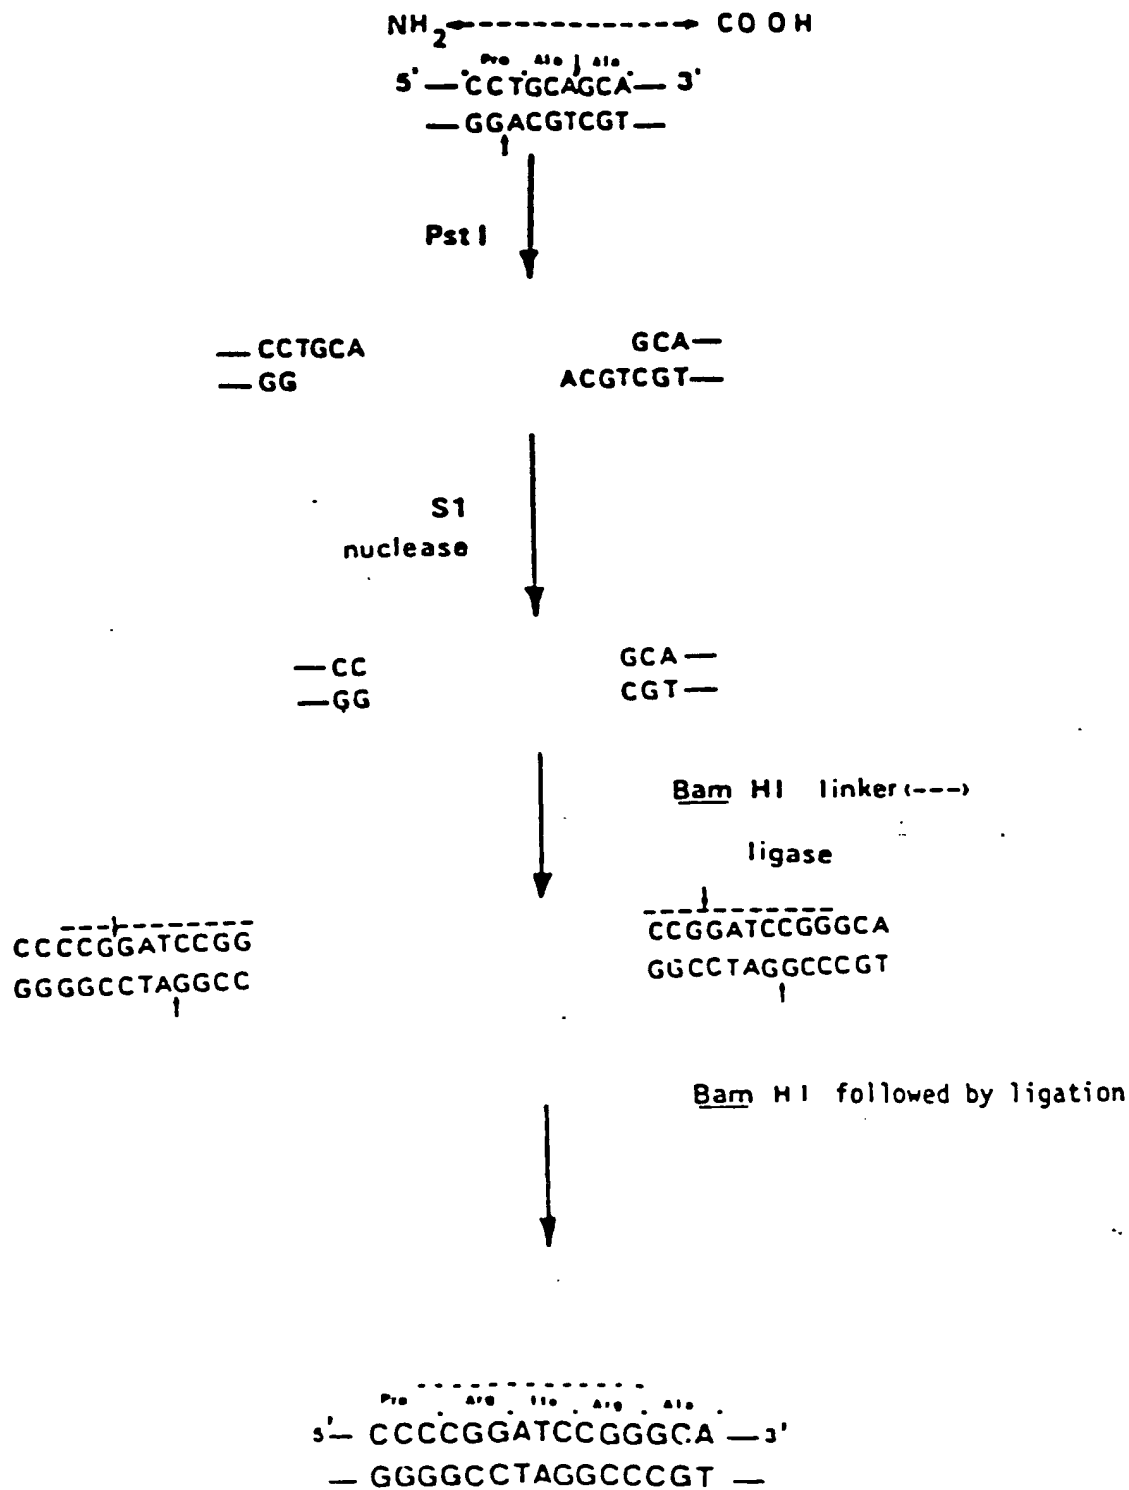 NH2 <----------> COOH
Pro Ala Ala
5' — CCTGCAGCA — 3'
— GGACGTCGT —
Pst I
— CCTGCA GCA —
— GG ACGTCGT —
S1
nuclease
— CC GCA —
— GG CGT —
Bam HI linker (---)
ligase
CCCCGGATCCGG CCGGATCCGGGCA
GGGGCCTAGGCC GGCCTAGGCCCGT
Bam HI followed by ligation
Pro Arg Ile Arg Ala
5' — CCCCGGATCCGGGCA — 3'
— GGGGCCTAGGCCCGT —